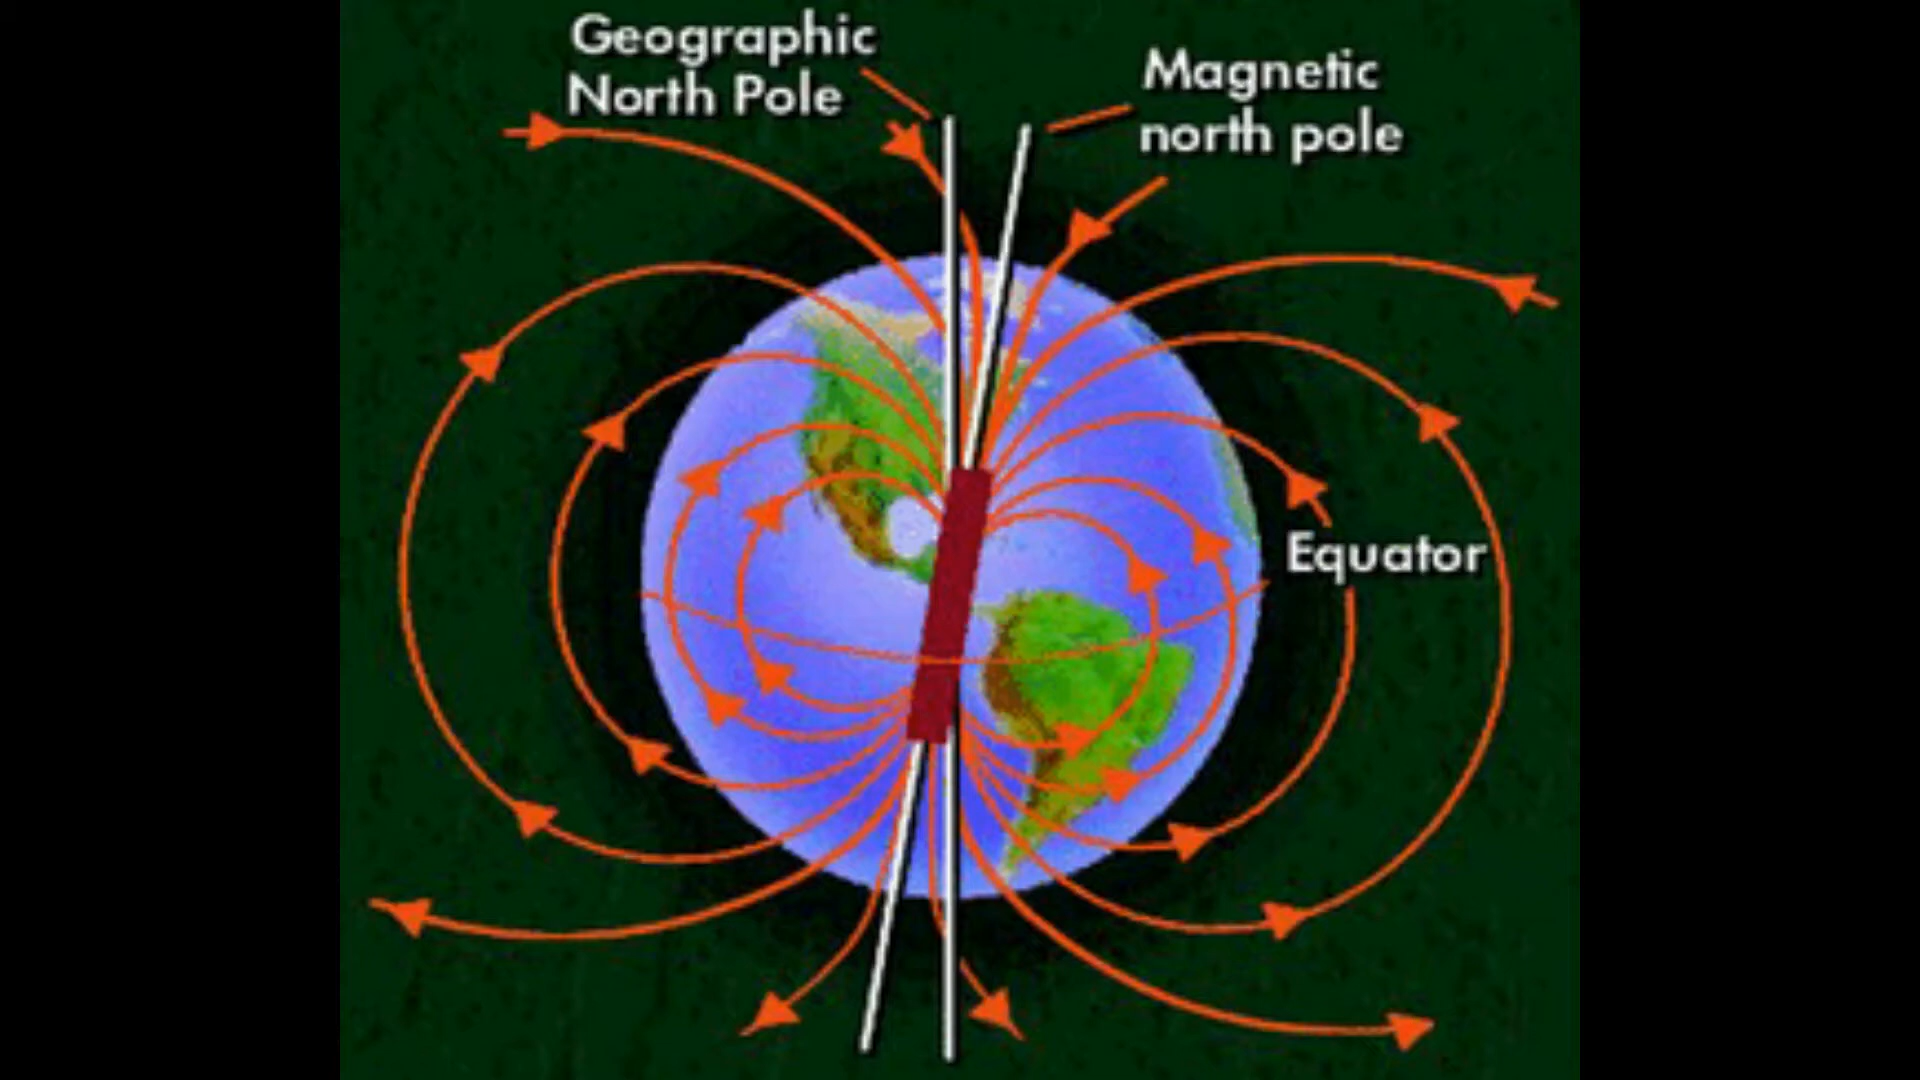 Geographic
North Pole
Magnetic
north pole
Equator